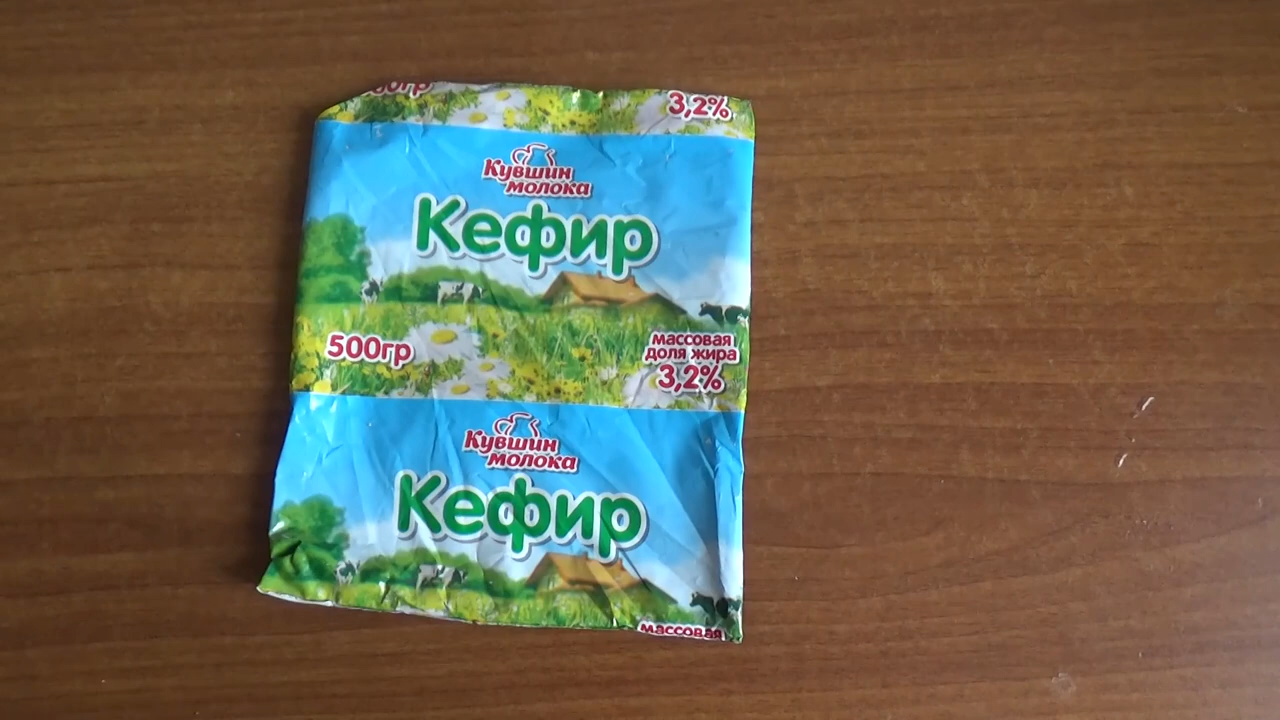 3,2%
Кувшин
молока
Кефир
500гр
массовая
доля жира
3,2%
Кувшин
молока
Кефир
массовая